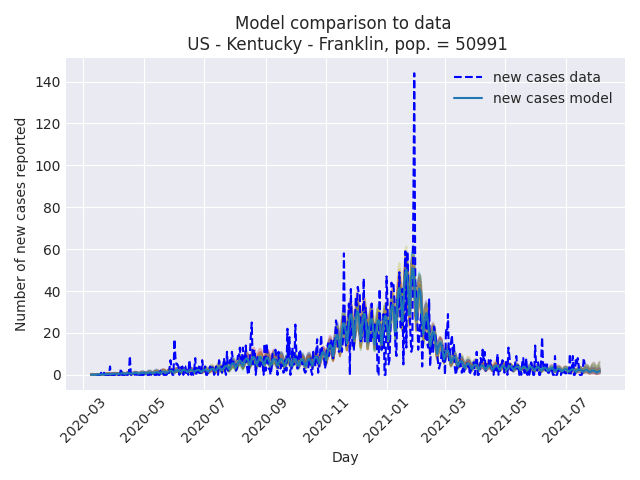 Model comparison to data
US - Kentucky - Franklin, pop. = 50991
new cases data
new cases model
Number of new cases reported
140
120
100
80
60
40
20
0
2020-03
2020-05
2020-07
2020-09
2020-11
2021-01
2021-03
2021-05
2021-07
Day